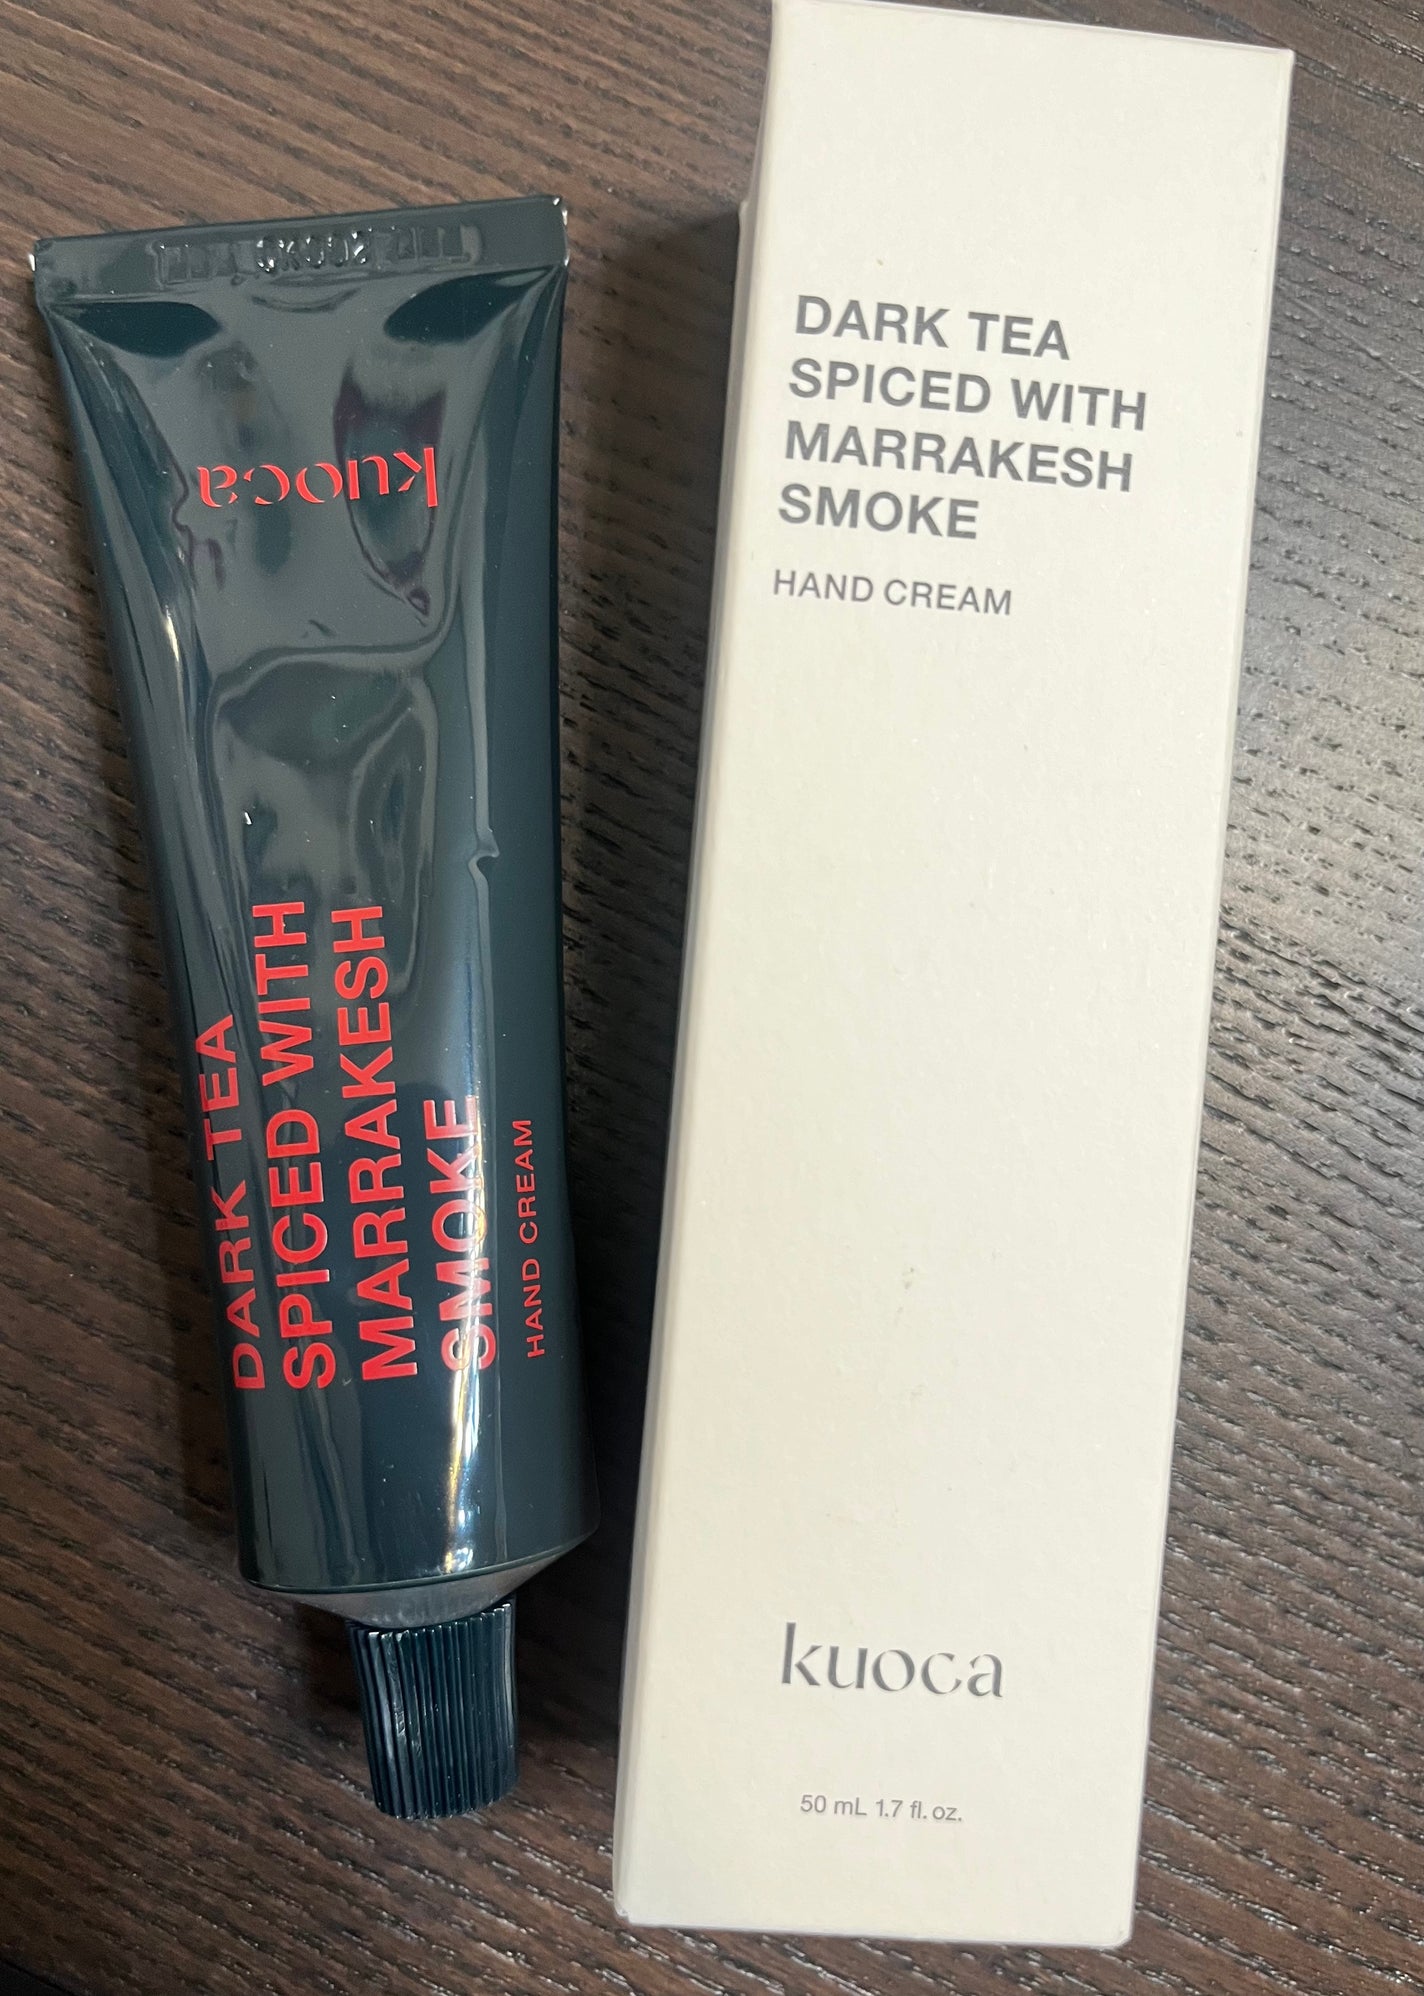 kuoca
DARK TEA
SPICED WITH
MARRAKESH
SMOKE
HAND CREAM
DARK TEA
SPICED WITH
MARRAKESH
SMOKE
HAND CREAM
kuoca
50 mL 1.7 fl. oz.